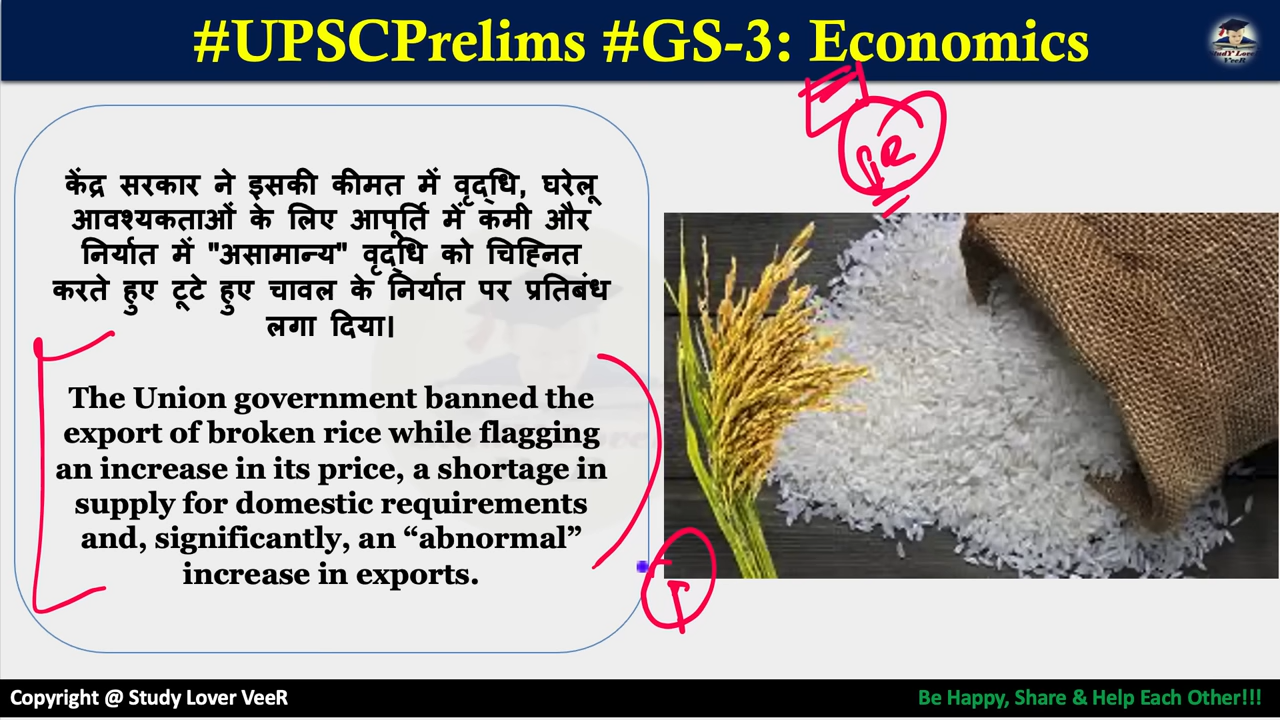 #UPSCPrelims #GS-3: Economics
StudY Lover
VeeR
केंद्र सरकार ने इसकी कीमत में वृद्धि, घरेलू
आवश्यकताओं के लिए आपूर्ति में कमी और
निर्यात में "असामान्य" वृद्धि को चिह्नित
करते हुए टूटे हुए चावल के निर्यात पर प्रतिबंध
लगा दिया।
The Union government banned the
export of broken rice while flagging
an increase in its price, a shortage in
supply for domestic requirements
and, significantly, an “abnormal”
increase in exports.
Copyright @ Study Lover VeeR
Be Happy, Share & Help Each Other!!!